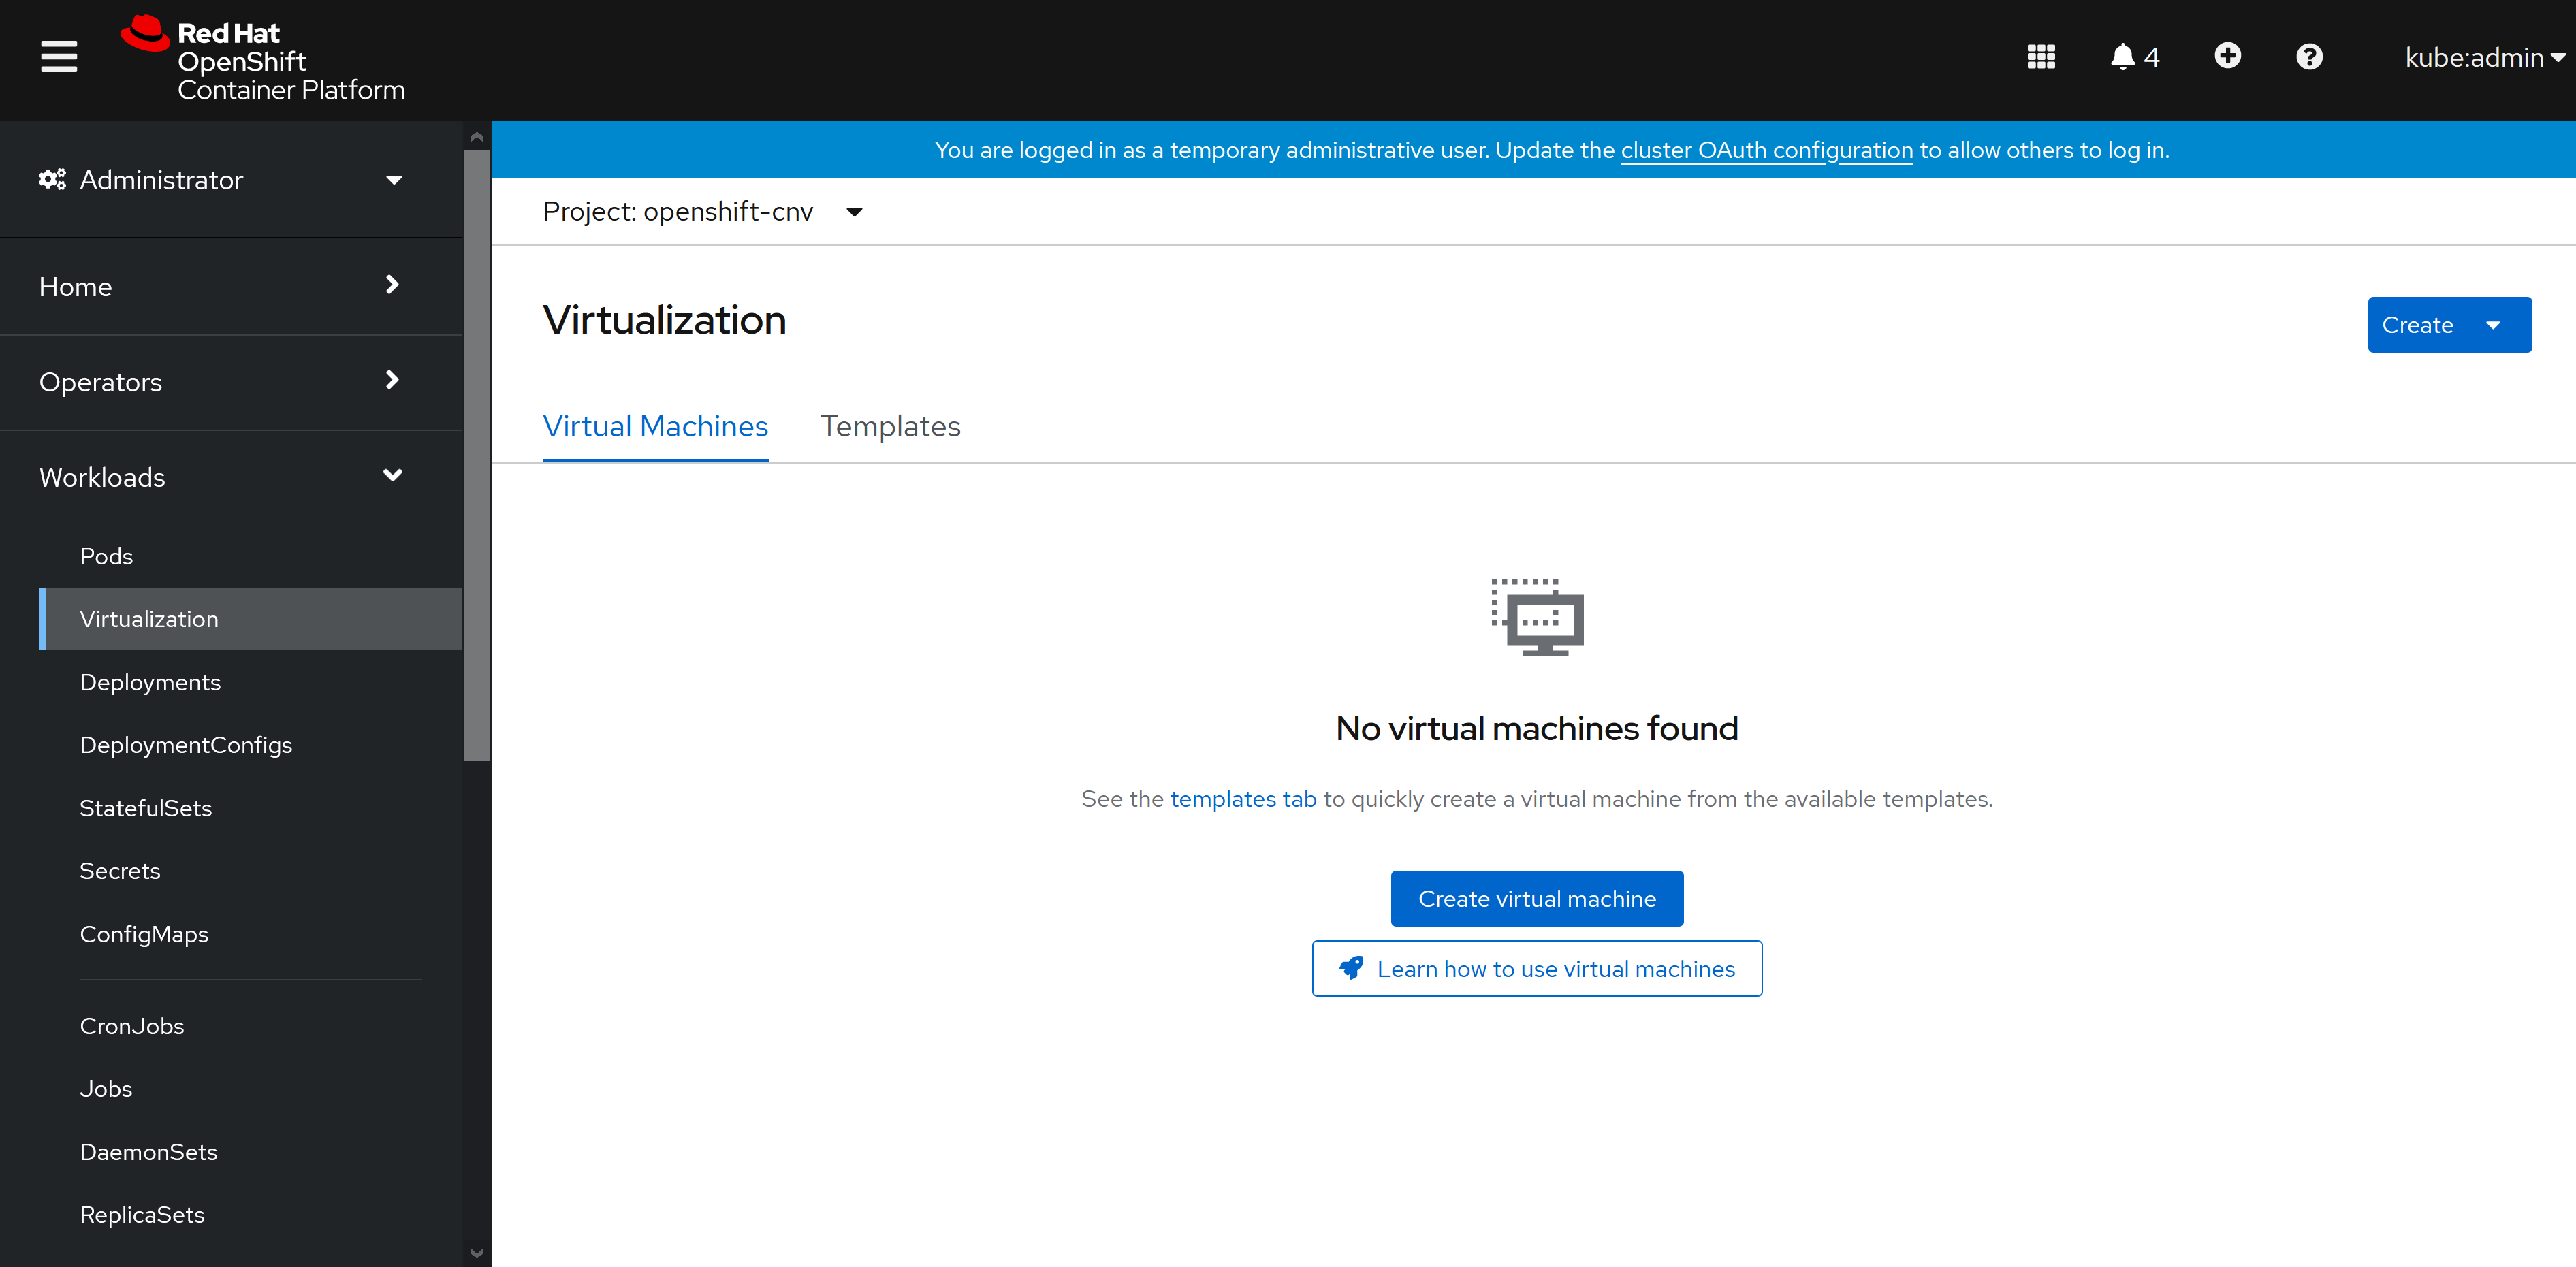 Red Hat
OpenShift
Container Platform
4
kube:admin
Administrator
Home
Operators
Workloads
Pods
Virtualization
Deployments
DeploymentConfigs
StatefulSets
Secrets
ConfigMaps
CronJobs
Jobs
DaemonSets
ReplicaSets
You are logged in as a temporary administrative user. Update the cluster OAuth configuration to allow others to log in.
Project: openshift-cnv
Virtualization
Create
Virtual Machines Templates
No virtual machines found
See the templates tab to quickly create a virtual machine from the available templates.
Create virtual machine
Learn how to use virtual machines